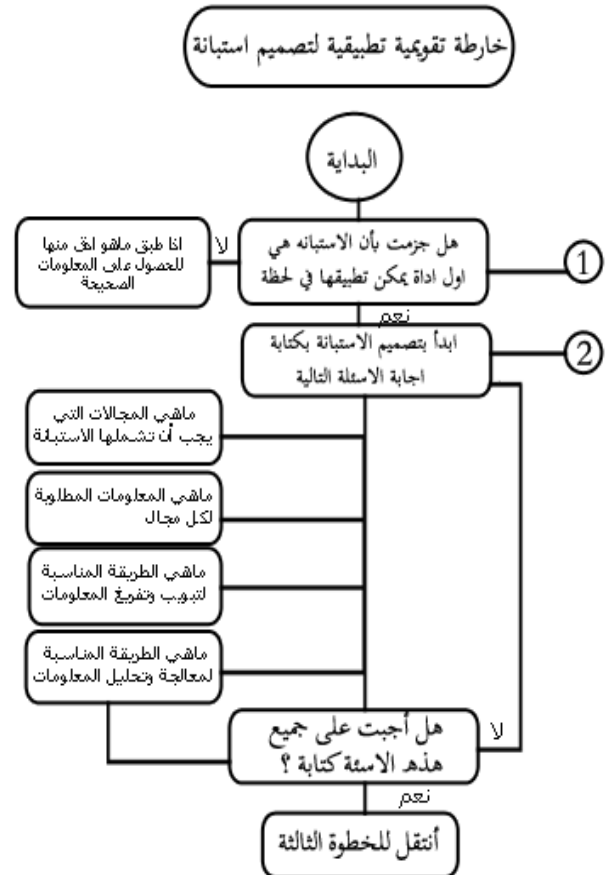 خارطة تقويمية تطبيقية لتصميم استبانة
البداية
هل جزمت بأن الاستبانه هي
اول اداة يمكن تطبيقها في لحظة
1
لا
اذا طبق ماهو ادق منها
للحصول على المعلومات
الصحيحة
نعم
ابدأ بتصميم الاستبانة بكتابة
اجابة الاسئلة التالية
2
ماهي المجالات التي
يجب أن تشملها الاستبانة
ماهي المعلومات المطلوبة
لكل مجال
ماهي الطريقة المناسبة
لتبويب وتفريغ المعلومات
ماهي الطريقة المناسبة
لمعالجة وتحليل المعلومات
هل أجبت على جميع
هذه الاسئة كتابة ؟
لا
نعم
أنتقل للخطوة الثالثة